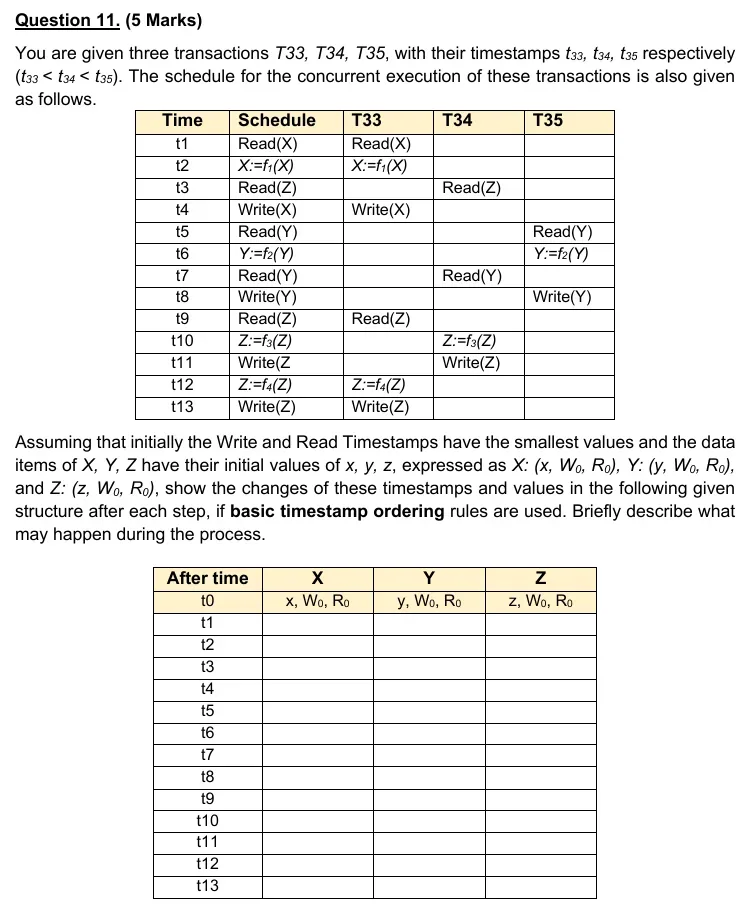 Question 11. (5 Marks)
You are given three transactions T33, T34, T35, with their timestamps t33, t34, t35 respectively
(t33 < t34 < t35). The schedule for the concurrent execution of these transactions is also given
as follows.
Time Schedule T33 T34 T35
t1 Read(X) Read(X)
t2 X:=f1(X) X:=f1(X)
t3 Read(Z) Read(Z)
t4 Write(X) Write(X)
t5 Read(Y) Read(Y)
t6 Y:=f2(Y) Y:=f2(Y)
t7 Read(Y) Read(Y)
t8 Write(Y) Write(Y)
t9 Read(Z) Read(Z)
t10 Z:=f3(Z) Z:=f3(Z)
t11 Write(Z Write(Z)
t12 Z:=f4(Z) Z:=f4(Z)
t13 Write(Z) Write(Z)
Assuming that initially the Write and Read Timestamps have the smallest values and the data
items of X, Y, Z have their initial values of x, y, z, expressed as X: (x, W0, R0), Y: (y, W0, R0),
and Z: (z, W0, R0), show the changes of these timestamps and values in the following given
structure after each step, if basic timestamp ordering rules are used. Briefly describe what
may happen during the process.
After time X Y Z
t0 x, W0, R0 y, W0, R0 z, W0, R0
t1
t2
t3
t4
t5
t6
t7
t8
t9
t10
t11
t12
t13